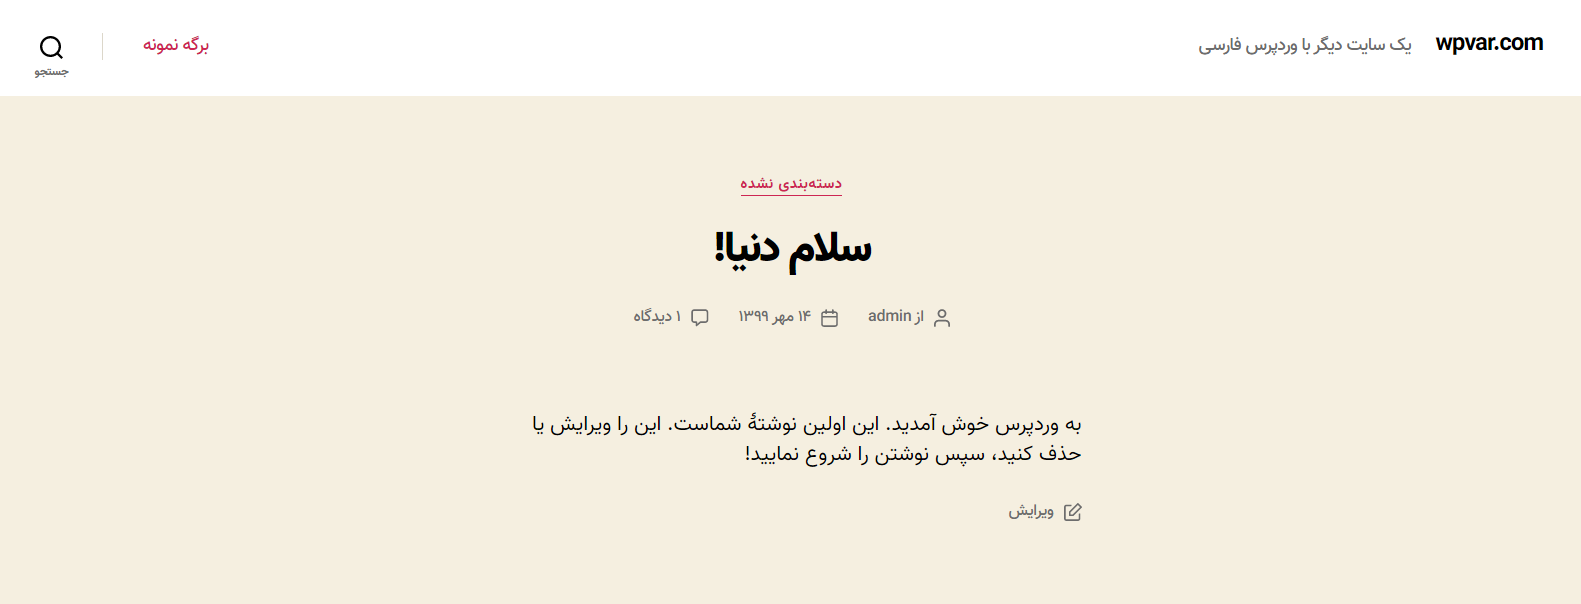 wpvar.com
یک سایت دیگر با وردپرس فارسی
برگه نمونه
جستجو
دسته‌بندی نشده
سلام دنیا!
از admin
۱۴ مهر ۱۳۹۹
۱ دیدگاه
به وردپرس خوش آمدید. این اولین نوشتهٔ شماست. این را ویرایش یا
حذف کنید، سپس نوشتن را شروع نمایید!
ویرایش